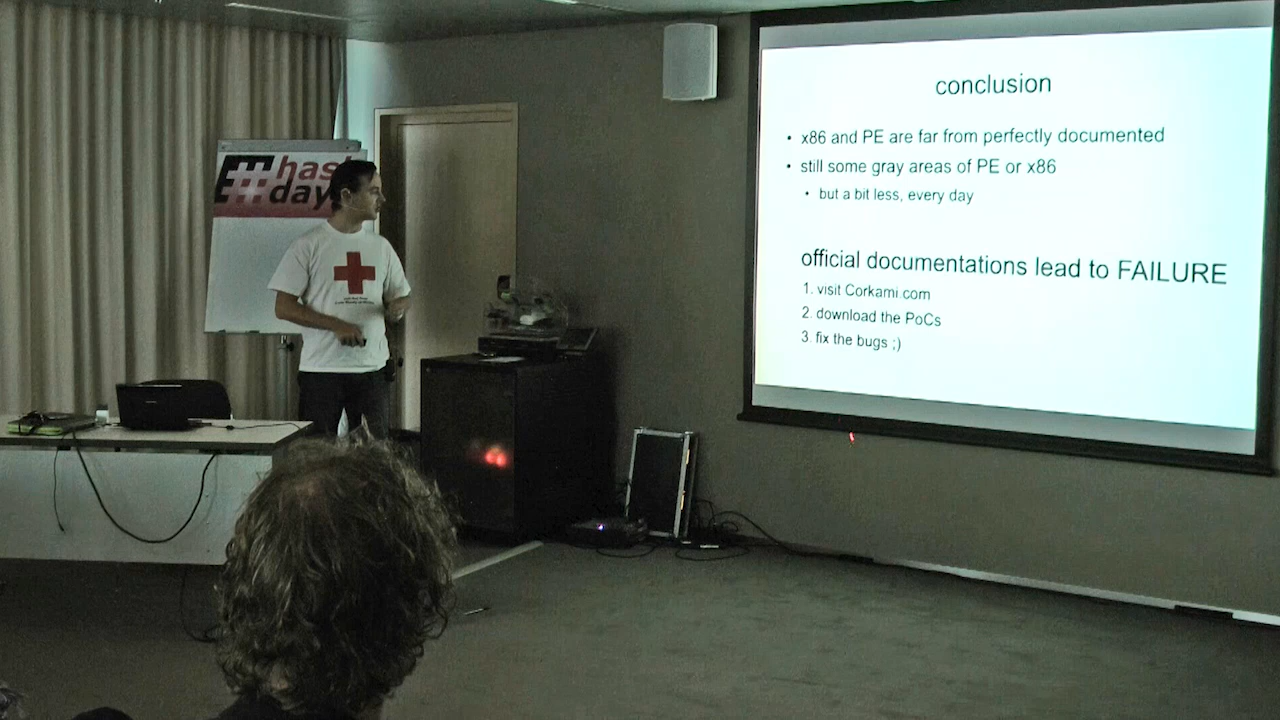 has
day
conclusion
• x86 and PE are far from perfectly documented
• still some gray areas of PE or x86
• but a bit less, every day
official documentations lead to FAILURE
1. visit Corkami.com
2. download the PoCs
3. fix the bugs ;)